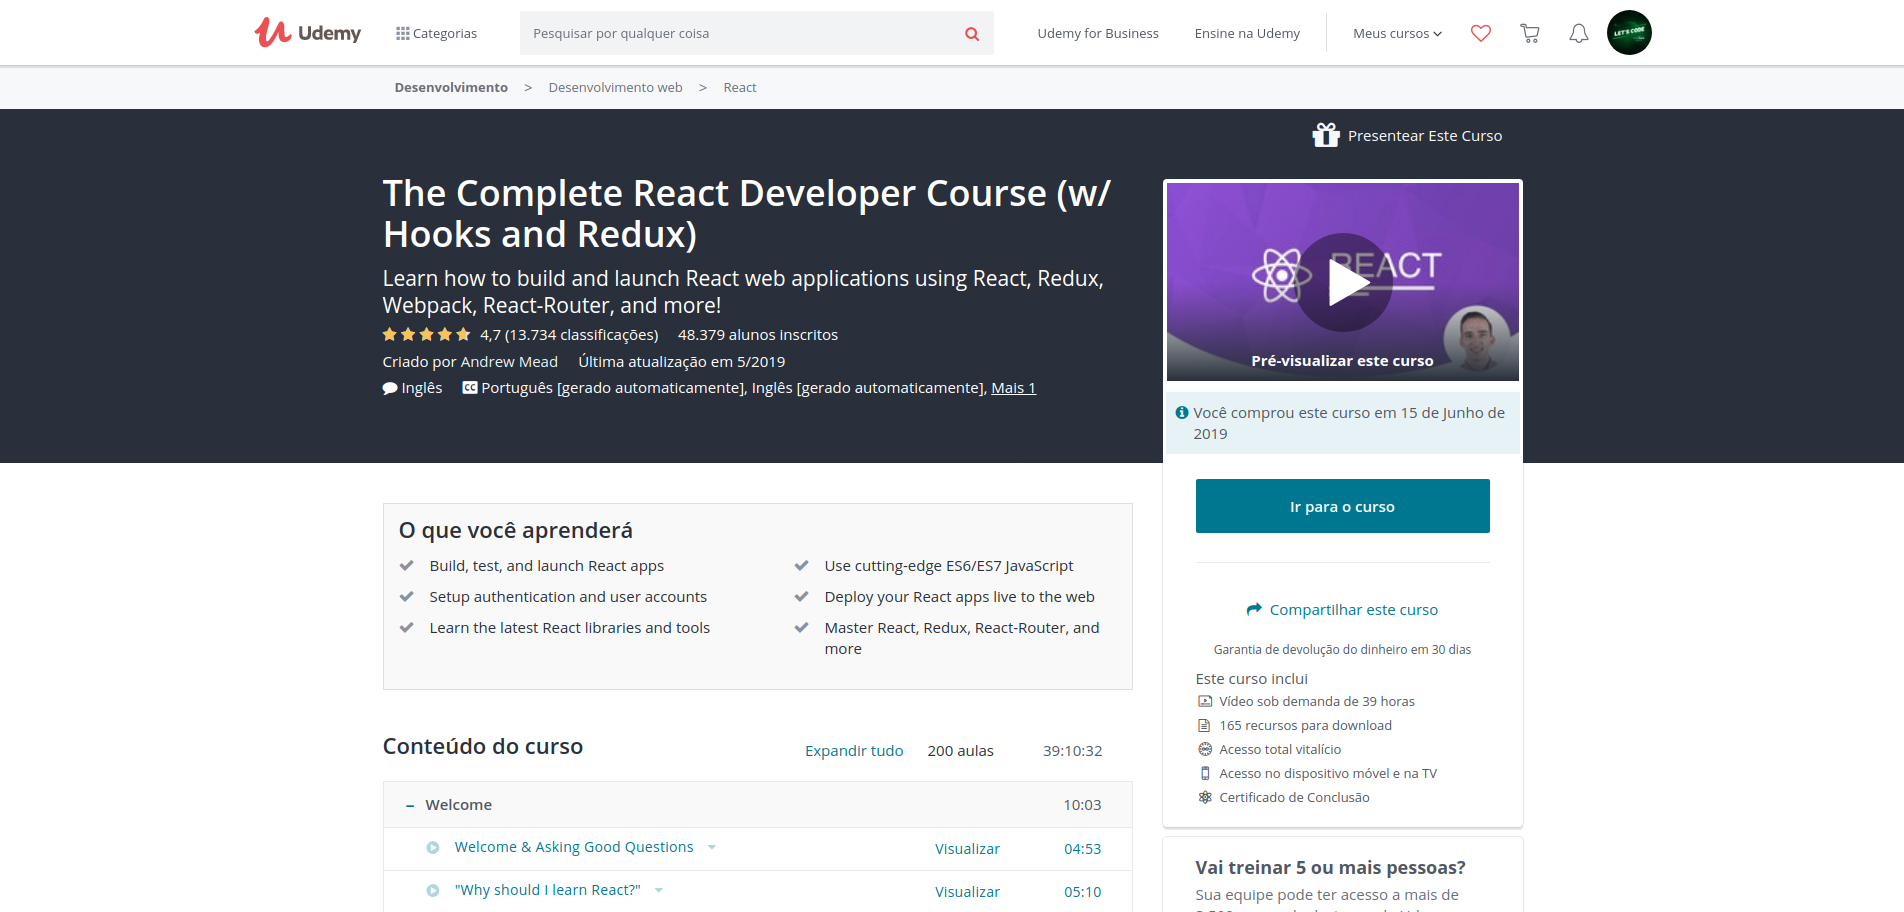 Udemy
Categorias
Pesquisar por qualquer coisa
Udemy for Business
Ensine na Udemy
Meus cursos
LET'S CODE
Desenvolvimento > Desenvolvimento web > React
Presentear Este Curso
The Complete React Developer Course (w/
Hooks and Redux)
Learn how to build and launch React web applications using React, Redux,
Webpack, React-Router, and more!
4,7 (13.734 classificações) 48.379 alunos inscritos
Criado por Andrew Mead Última atualização em 5/2019
Inglês CC Português [gerado automaticamente], Inglês [gerado automaticamente], Mais 1
REACT
Pré-visualizar este curso
Você comprou este curso em 15 de Junho de
2019
Ir para o curso
Compartilhar este curso
Garantia de devolução do dinheiro em 30 dias
Este curso inclui
Vídeo sob demanda de 39 horas
165 recursos para download
Acesso total vitalício
Acesso no dispositivo móvel e na TV
Certificado de Conclusão
Vai treinar 5 ou mais pessoas?
Sua equipe pode ter acesso a mais de
O que você aprenderá
Build, test, and launch React apps
Setup authentication and user accounts
Learn the latest React libraries and tools
Use cutting-edge ES6/ES7 JavaScript
Deploy your React apps live to the web
Master React, Redux, React-Router, and
more
Conteúdo do curso
Expandir tudo 200 aulas 39:10:32
– Welcome 10:03
Welcome & Asking Good Questions Visualizar 04:53
"Why should I learn React?" Visualizar 05:10